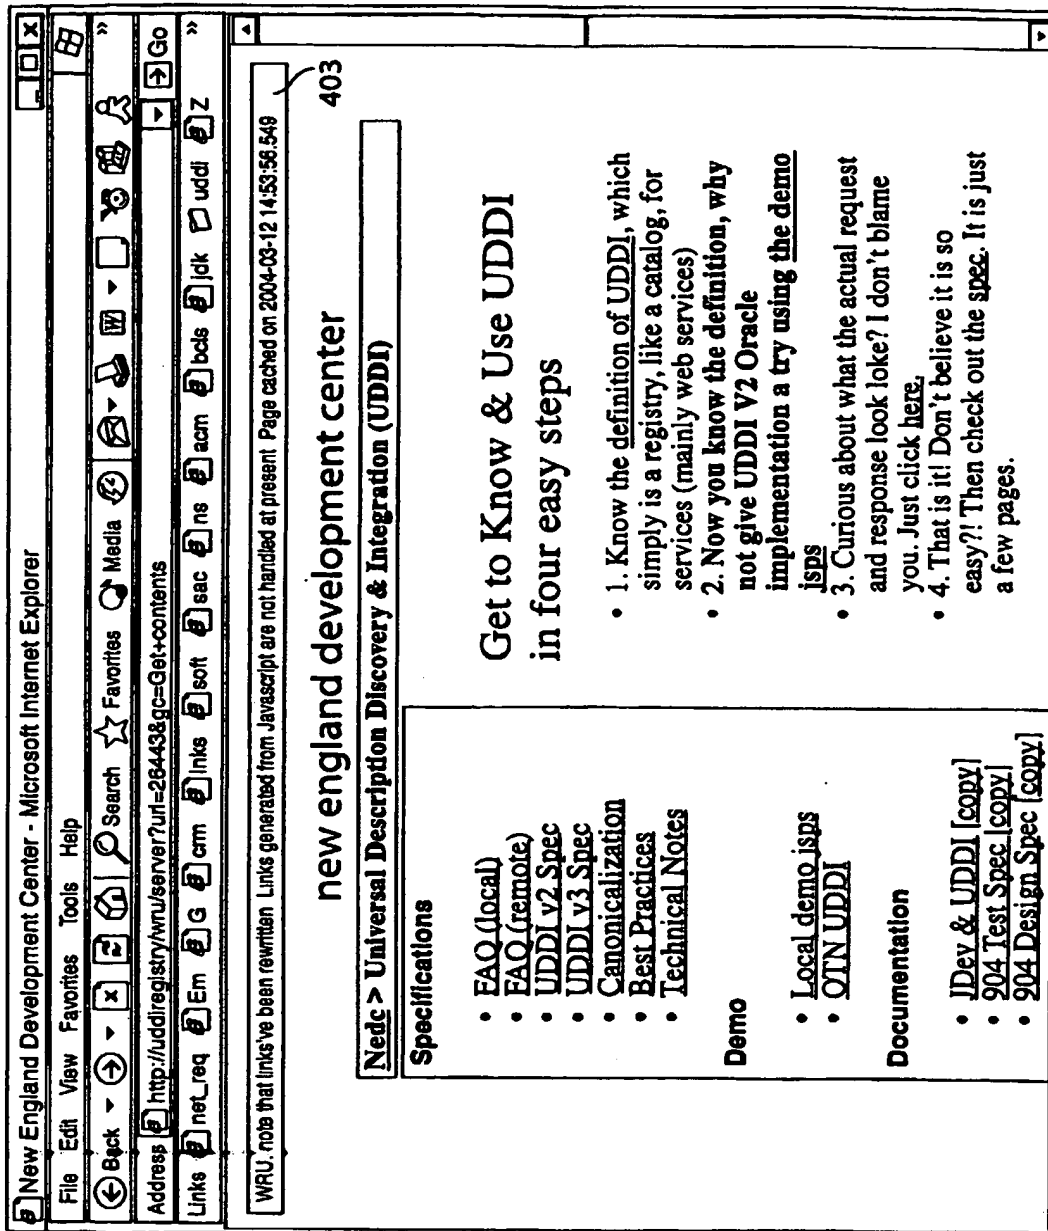 New England Development Center - Microsoft Internet Explorer
File Edit View Favorites Tools Help
Back Search Favorites Media W
Address http://uddiregistry/wru/server?url=26443&gc=Get+contents Go
Links net_req Em G crm lnks soft sac ns acm bcls jdk uddi Z
WRU. note that links've been rewritten Links generated from Javascript are not handled at present Page cached on 2004-03-12 14:53:56.549
403
new england development center
Nedc > Universal Description Discovery & Integration (UDDI)
Specifications
• FAQ (local)
• FAQ (remote)
• UDDI v2 Spec
• UDDI v3 Spec
• Canonicalization
• Best Practices
• Technical Notes
Demo
• Local demo jsps
• OTN UDDI
Documentation
• JDev & UDDI [copy]
• 904 Test Spec [copy]
• 904 Design Spec [copy]
Get to Know & Use UDDI
in four easy steps
• 1. Know the definition of UDDI, which
simply is a registry, like a catalog, for
services (mainly web services)
• 2. Now you know the definition, why
not give UDDI V2 Oracle
implementation a try using the demo
jsps
• 3. Curious about what the actual request
and response look loke? I don't blame
you. Just click here.
• 4. That is it! Don't believe it is so
easy?! Then check out the spec. It is just
a few pages.